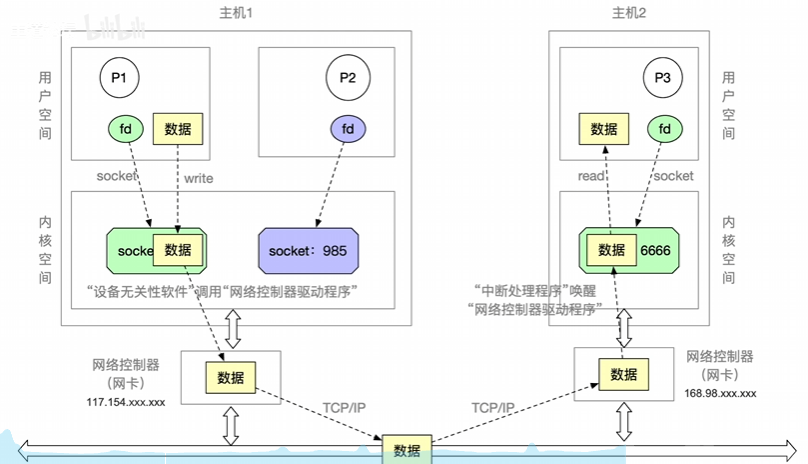 主机1
主机2
用户空间
P1
P2
P3
用户空间
fd
数据
fd
数据
fd
socket
write
read
socket
内核空间
socke
数据
socket：985
数据
6666
内核空间
“设备无关性软件”调用“网络控制器驱动程序”
“中断处理程序”唤醒
“网络控制器驱动程序”
网络控制器
（网卡）
117.154.xxx.xxx
数据
数据
网络控制器
（网卡）
168.98.xxx.xxx
TCP/IP
TCP/IP
数据